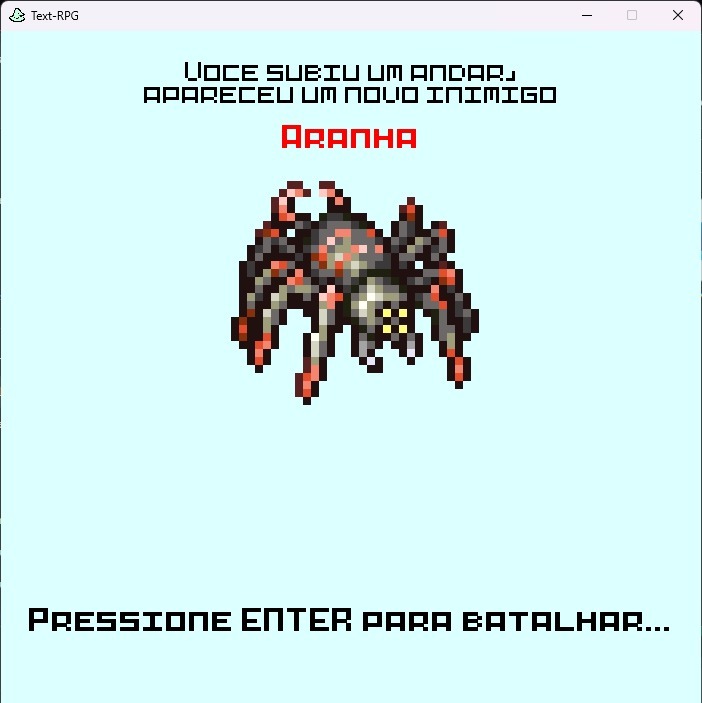 Text-RPG
Voce subiu um andar,
apareceu um novo inimigo
Aranha
Pressione ENTER para batalhar...